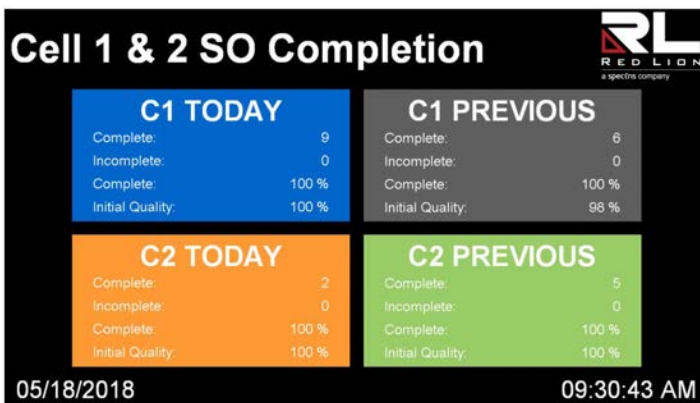 Cell 1 & 2 SO Completion
RL
RED LION
a spectris company
C1 TODAY
Complete: 9
Incomplete: 0
Complete: 100 %
Initial Quality: 100 %
C1 PREVIOUS
Complete: 6
Incomplete: 0
Complete: 100 %
Initial Quality: 98 %
C2 TODAY
Complete: 2
Incomplete: 0
Complete: 100 %
Initial Quality: 100 %
C2 PREVIOUS
Complete: 5
Incomplete: 0
Complete: 100 %
Initial Quality: 100 %
05/18/2018 09:30:43 AM